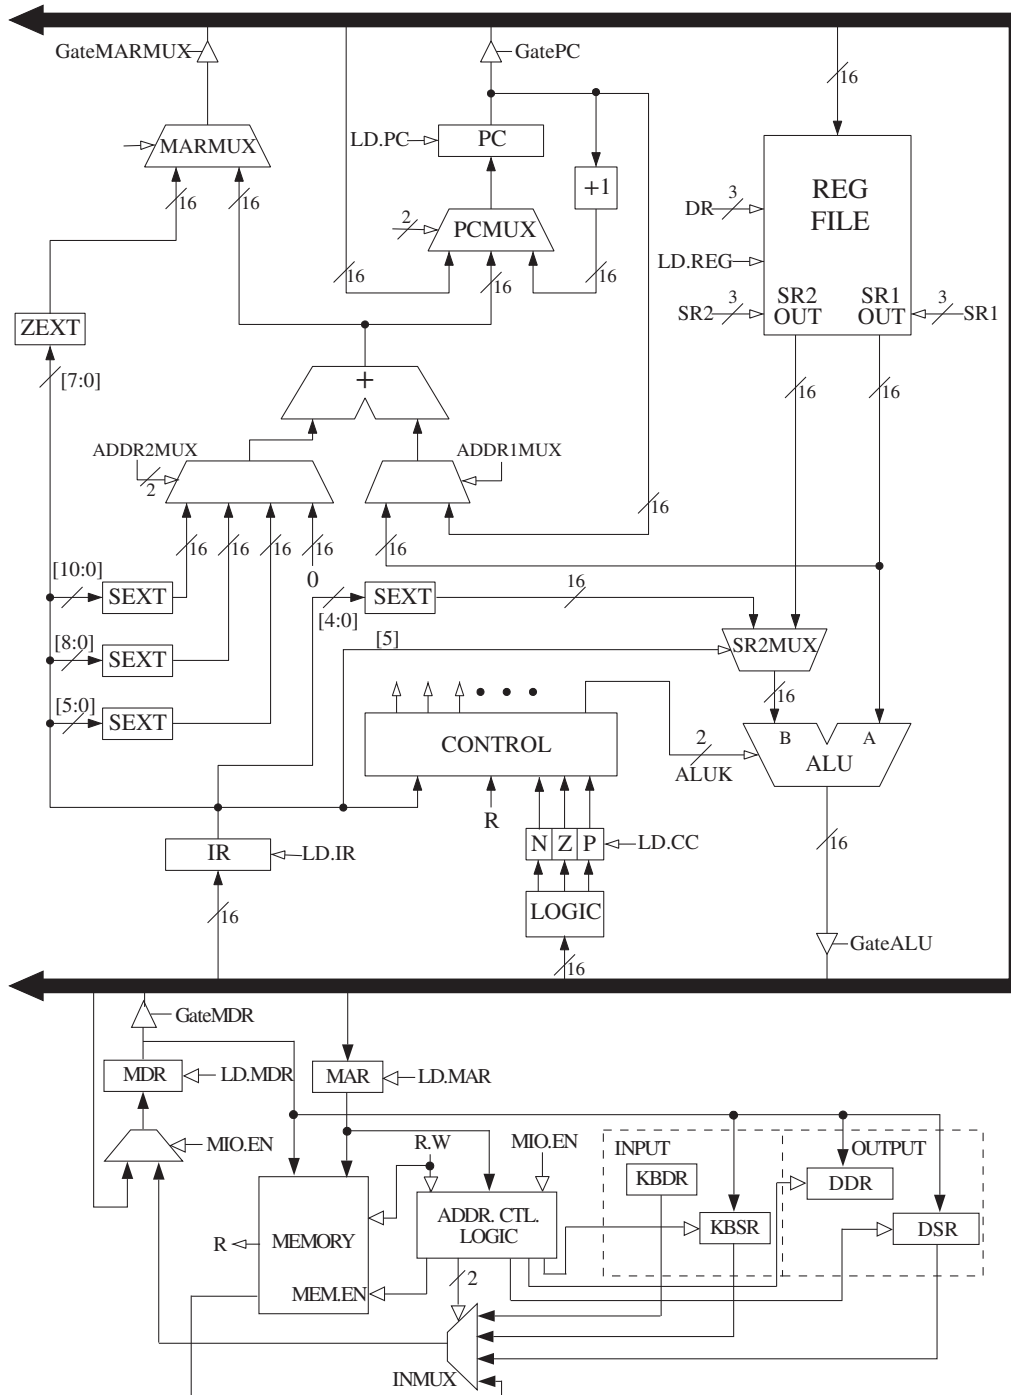 GateMARMUX
GatePC
16
MARMUX
LD.PC
PC
16
16
+1
REG
FILE
DR
3
2
PCMUX
LD.REG
16
16
16
ZEXT
SR2
3
SR2
OUT
SR1
OUT
3
SR1
[7:0]
+
16
16
ADDR2MUX
2
ADDR1MUX
16
16
16
16
16
16
0
[10:0]
SEXT
[4:0]
SEXT
16
[8:0]
SEXT
[5]
SR2MUX
16
[5:0]
SEXT
CONTROL
2
ALUK
B
A
ALU
R
IR
LD.IR
N Z P
LD.CC
16
16
LOGIC
16
GateALU
GateMDR
MDR
LD.MDR
MAR
LD.MAR
MIO.EN
R.W
MIO.EN
INPUT
OUTPUT
KBDR
DDR
ADDR. CTL.
LOGIC
KBSR
DSR
R
MEMORY
MEM.EN
2
INMUX